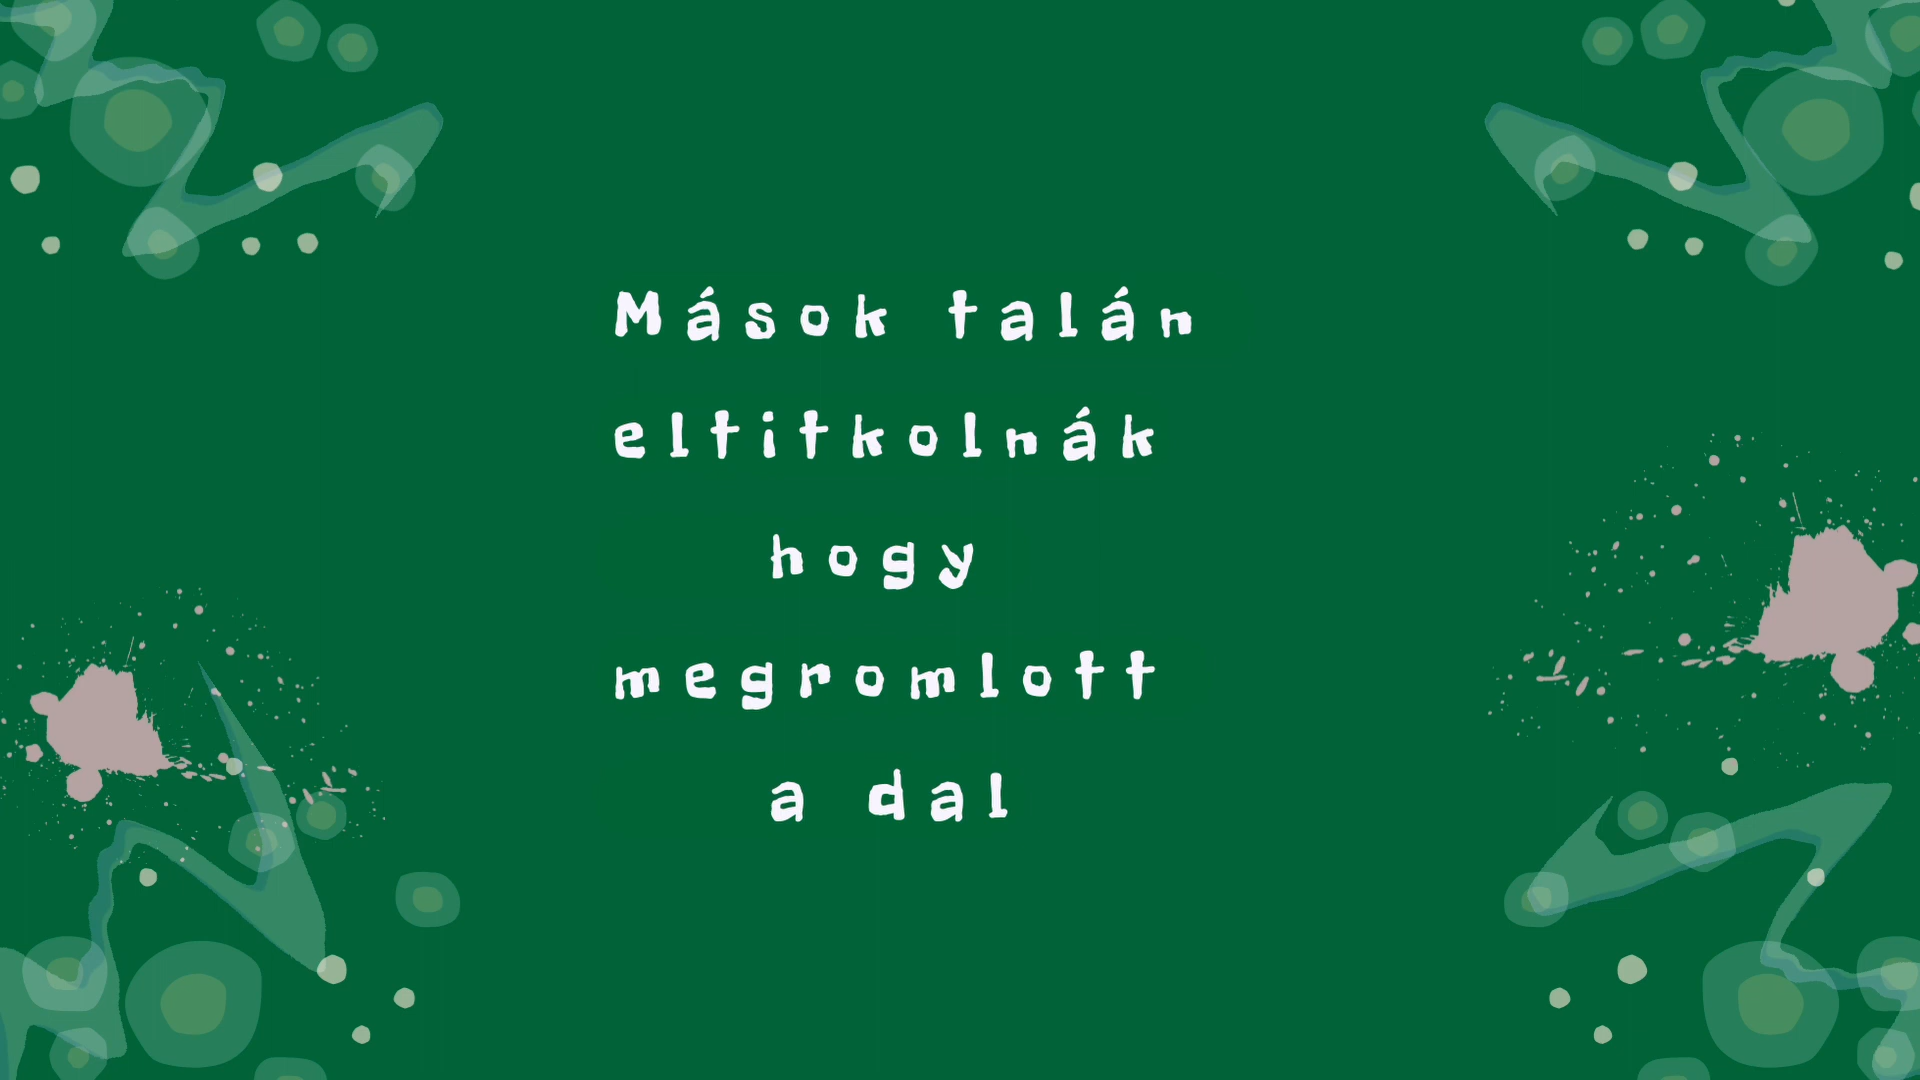 Mások talán
eltitkolnák
hogy
megromlott
a dal